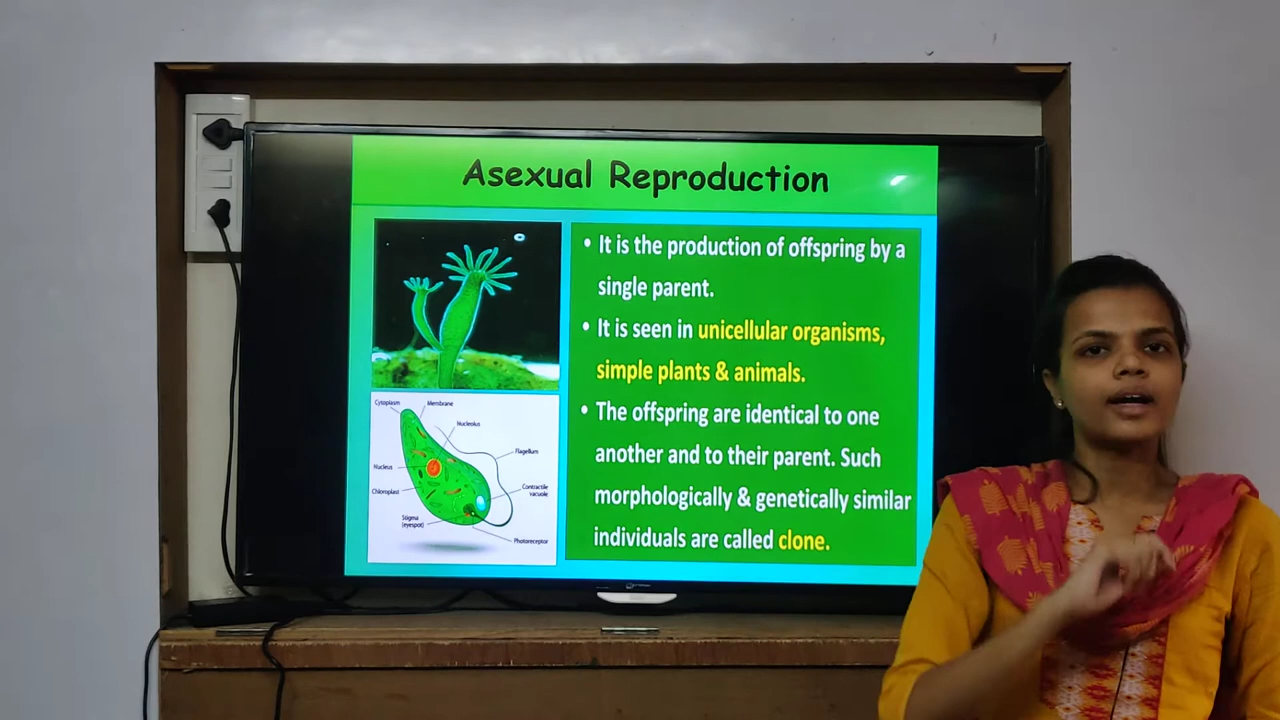 Asexual Reproduction
• It is the production of offspring by a
single parent.
• It is seen in unicellular organisms,
simple plants & animals.
• The offspring are identical to one
another and to their parent. Such
morphologically & genetically similar
individuals are called clone.
Cytoplasm
Membrane
Nucleolus
Flagellum
Nucleus
Chloroplast
Contractile
vacuole
Stigma
(eyespot)
Photoreceptor